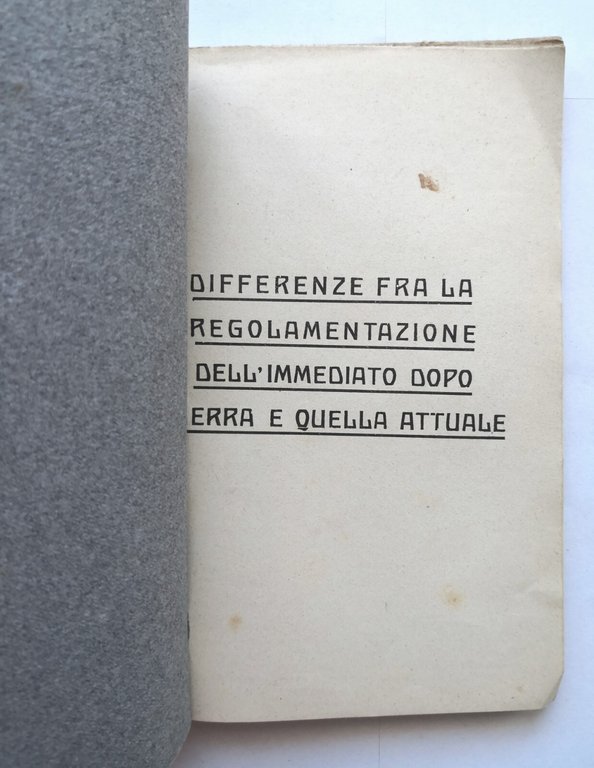 DIFFERENZE FRA LA
REGOLAMENTAZIONE
DELL'IMMEDIATO DOPO
ERRA E QUELLA ATTUALE